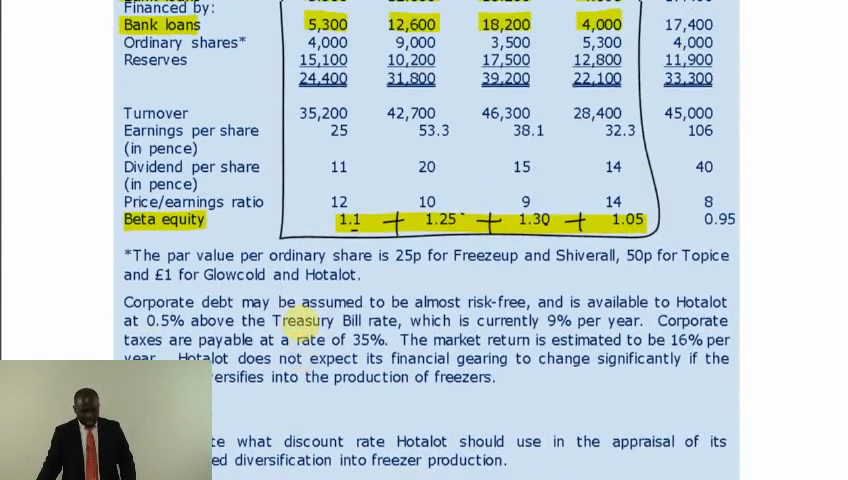 Financed by:
Bank loans 5,300 12,600 18,200 4,000 17,400
Ordinary shares* 4,000 9,000 3,500 5,300 4,000
Reserves 15,100 10,200 17,500 12,800 11,900
24,400 31,800 39,200 22,100 33,300
Turnover 35,200 42,700 46,300 28,400 45,000
Earnings per share 25 53.3 38.1 32.3 106
(in pence)
Dividend per share 11 20 15 14 40
(in pence)
Price/earnings ratio 12 10 9 14 8
Beta equity 1.1 + 1.25 + 1.30 + 1.05 0.95
*The par value per ordinary share is 25p for Freezeup and Shiverall, 50p for Topice
and £1 for Glowcold and Hotalot.
Corporate debt may be assumed to be almost risk-free, and is available to Hotalot
at 0.5% above the Treasury Bill rate, which is currently 9% per year. Corporate
taxes are payable at a rate of 35%. The market return is estimated to be 16% per
year. Hotalot does not expect its financial gearing to change significantly if the
ersifies into the production of freezers.
te what discount rate Hotalot should use in the appraisal of its
ed diversification into freezer production.